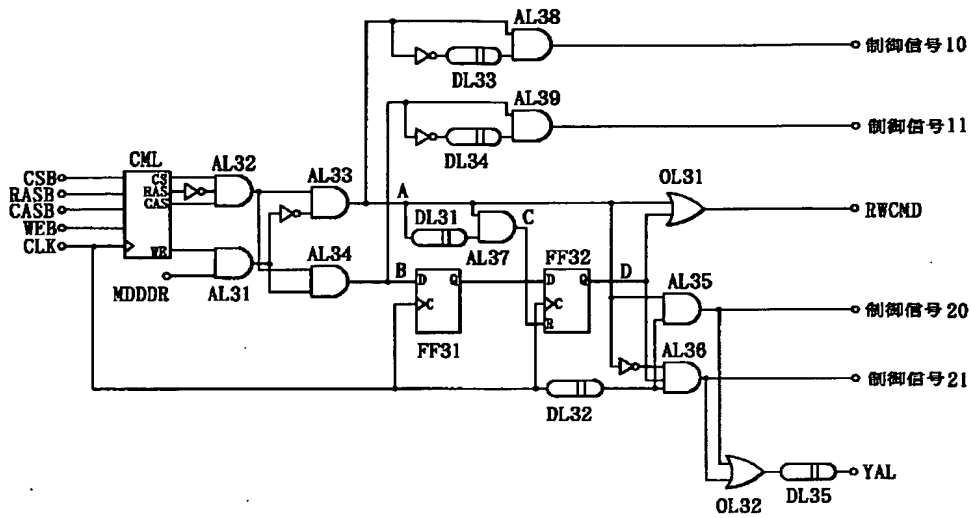 AL38
制御信号10
DL33
AL39
制御信号11
DL34
CML
AL32
AL33
OL31
CSB
RASB
CASB
WEB
CLK
CS
RAS
CAS
WE
A
DL31
C
RWCMD
AL37
AL34
FF32
AL35
B
D Q
C
D Q
C
R
D
MDDDR
AL31
制御信号20
FF31
AL36
DL32
制御信号21
YAL
OL32
DL35